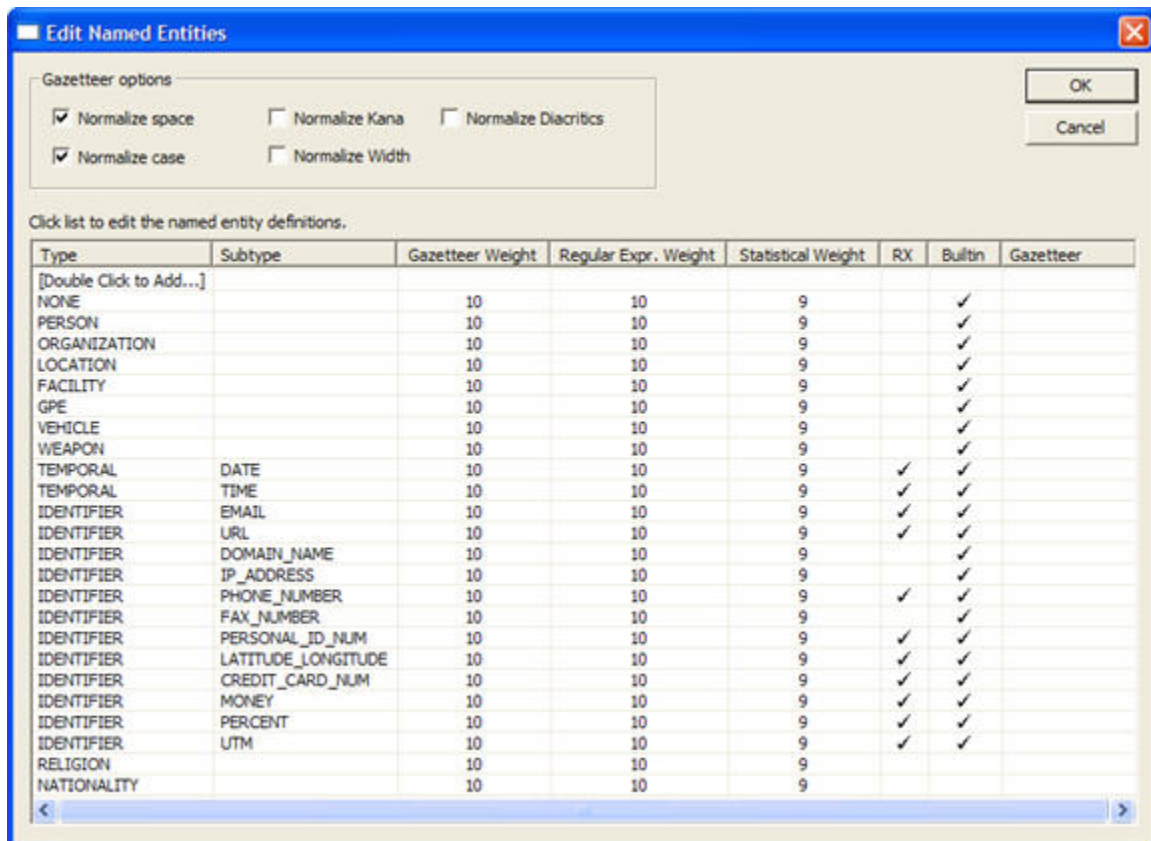 Edit Named Entities
Gazetteer options
OK
Normalize space Normalize Kana Normalize Diacritics
Cancel
Normalize case Normalize Width
Click list to edit the named entity definitions.
Type Subtype Gazetteer Weight Regular Expr. Weight Statistical Weight RX Builtin Gazetteer
[Double Click to Add...]
NONE 10 10 9 ✓
PERSON 10 10 9 ✓
ORGANIZATION 10 10 9 ✓
LOCATION 10 10 9 ✓
FACILITY 10 10 9 ✓
GPE 10 10 9 ✓
VEHICLE 10 10 9 ✓
WEAPON 10 10 9 ✓
TEMPORAL DATE 10 10 9 ✓ ✓
TEMPORAL TIME 10 10 9 ✓ ✓
IDENTIFIER EMAIL 10 10 9 ✓ ✓
IDENTIFIER URL 10 10 9 ✓ ✓
IDENTIFIER DOMAIN_NAME 10 10 9 ✓
IDENTIFIER IP_ADDRESS 10 10 9 ✓
IDENTIFIER PHONE_NUMBER 10 10 9 ✓ ✓
IDENTIFIER FAX_NUMBER 10 10 9 ✓
IDENTIFIER PERSONAL_ID_NUM 10 10 9 ✓ ✓
IDENTIFIER LATITUDE_LONGITUDE 10 10 9 ✓ ✓
IDENTIFIER CREDIT_CARD_NUM 10 10 9 ✓ ✓
IDENTIFIER MONEY 10 10 9 ✓ ✓
IDENTIFIER PERCENT 10 10 9 ✓ ✓
IDENTIFIER UTM 10 10 9 ✓ ✓
RELIGION 10 10 9
NATIONALITY 10 10 9